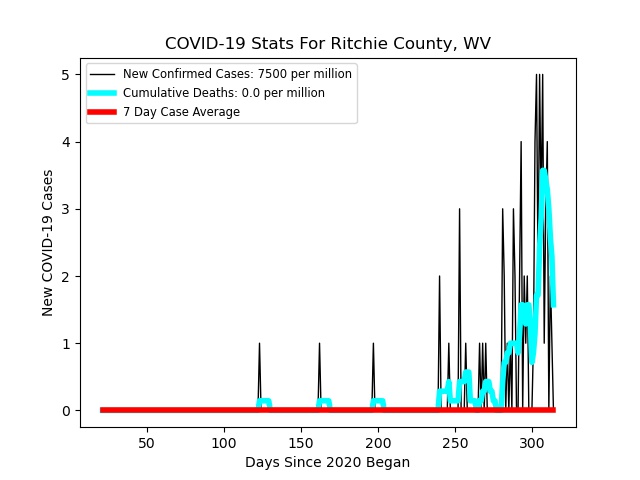 COVID-19 Stats For Ritchie County, WV
New Confirmed Cases: 7500 per million
Cumulative Deaths: 0.0 per million
7 Day Case Average
New COVID-19 Cases
5
4
3
2
1
0
50 100 150 200 250 300
Days Since 2020 Began